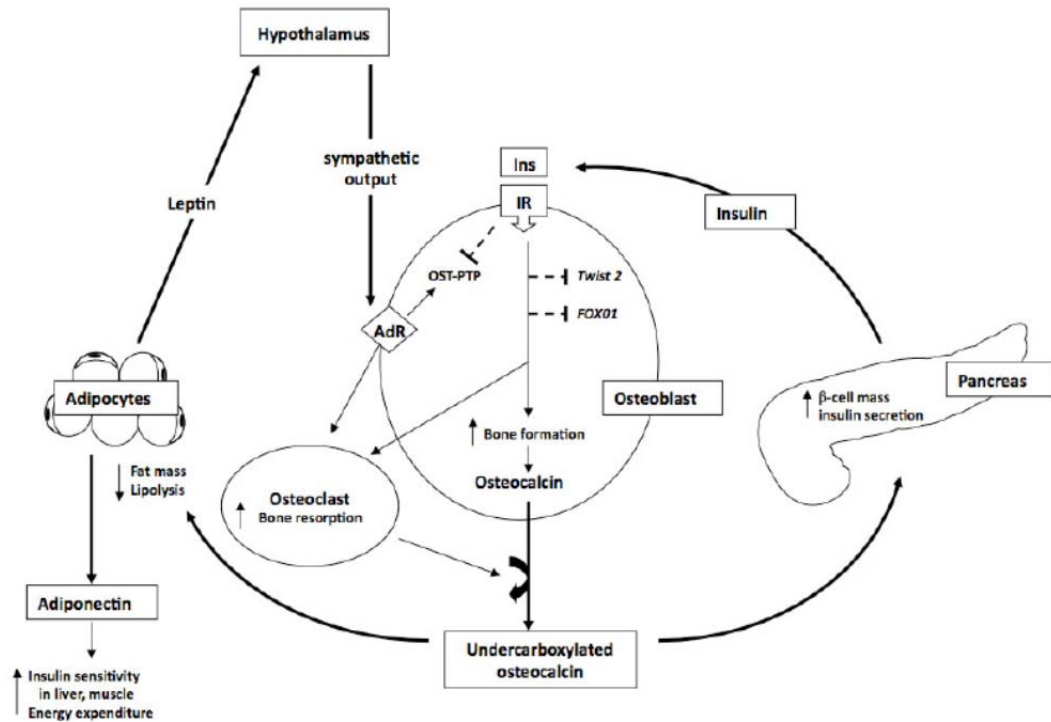 Hypothalamus
sympathetic
output
Leptin
Ins
IR
Insulin
OST-PTP
Twist 2
FOX01
AdR
Adipocytes
Osteoblast
Pancreas
β-cell mass
insulin secretion
Bone formation
Fat mass
Lipolysis
Osteocalcin
Osteoclast
Bone resorption
Adiponectin
Undercarboxylated
osteocalcin
Insulin sensitivity
in liver, muscle
Energy expenditure